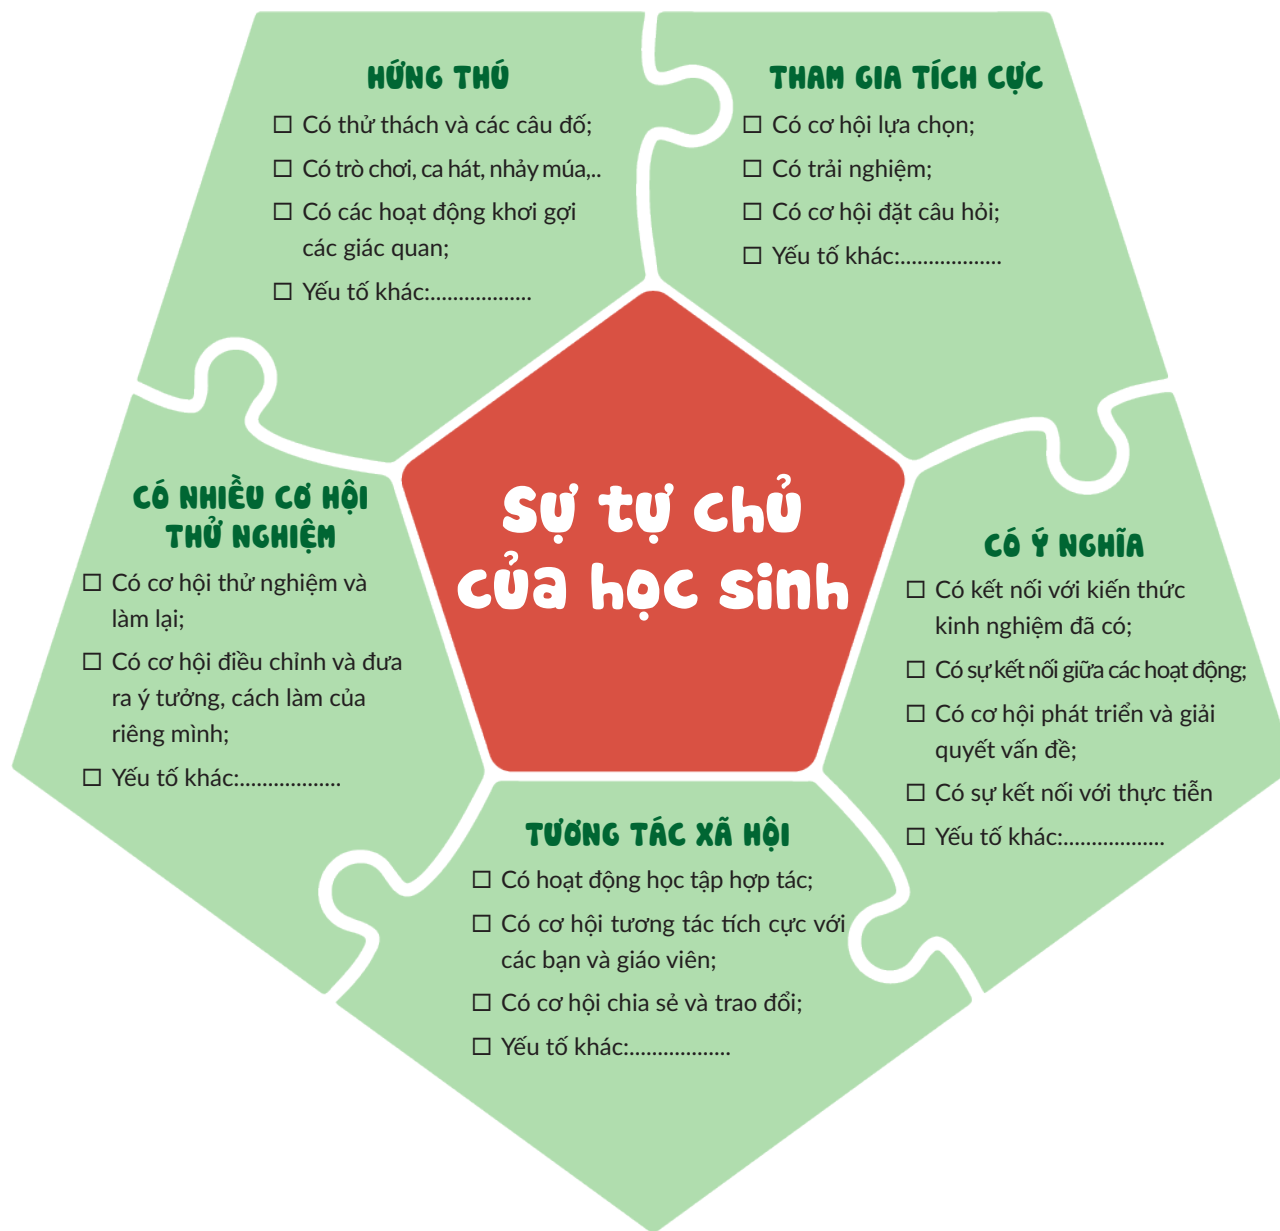 HỨNG THÚ
☐ Có thử thách và các câu đố;
☐ Có trò chơi, ca hát, nhảy múa,..
☐ Có các hoạt động khơi gợi
các giác quan;
☐ Yếu tố khác:..................
THAM GIA TÍCH CỰC
☐ Có cơ hội lựa chọn;
☐ Có trải nghiệm;
☐ Có cơ hội đặt câu hỏi;
☐ Yếu tố khác:..................
CÓ NHIỀU CƠ HỘI
THỬ NGHIỆM
☐ Có cơ hội thử nghiệm và
làm lại;
☐ Có cơ hội điều chỉnh và đưa
ra ý tưởng, cách làm của
riêng mình;
☐ Yếu tố khác:..................
Sự tự chủ
của học sinh
CÓ Ý NGHĨA
☐ Có kết nối với kiến thức
kinh nghiệm đã có;
☐ Có sự kết nối giữa các hoạt động;
☐ Có cơ hội phát triển và giải
quyết vấn đề;
☐ Có sự kết nối với thực tiễn
☐ Yếu tố khác:..................
TƯƠNG TÁC XÃ HỘI
☐ Có hoạt động học tập hợp tác;
☐ Có cơ hội tương tác tích cực với
các bạn và giáo viên;
☐ Có cơ hội chia sẻ và trao đổi;
☐ Yếu tố khác:..................